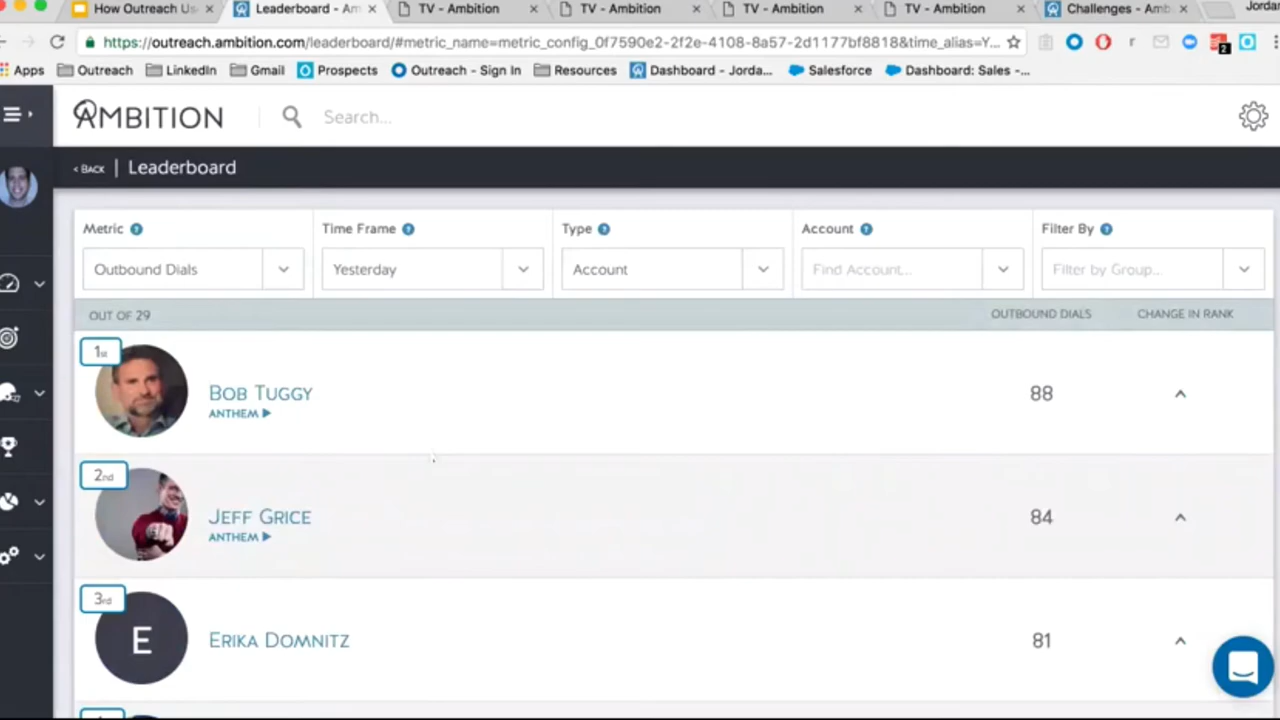 How Outreach Us
Leaderboard - Am
TV - Ambition
TV - Ambition
TV - Ambition
TV - Ambition
Challenges - Amb
Jordan
https://outreach.ambition.com/leaderboard/#metric_name=metric_config_0f7590e2-2f2e-4108-8a57-2d1177bf8818&time_alias=Y...
2
Apps
Outreach
LinkedIn
Gmail
Prospects
Outreach - Sign In
Resources
Dashboard - Jorda...
Salesforce
Dashboard: Sales -...
AMBITION
Search...
< BACK | Leaderboard
Metric ?
Time Frame ?
Type ?
Account ?
Filter By ?
Outbound Dials
Yesterday
Account
Find Account...
Filter by Group...
OUT OF 29
OUTBOUND DIALS
CHANGE IN RANK
1st
BOB TUGGY
ANTHEM
88
2nd
JEFF GRICE
ANTHEM
84
3rd
E
ERIKA DOMNITZ
81